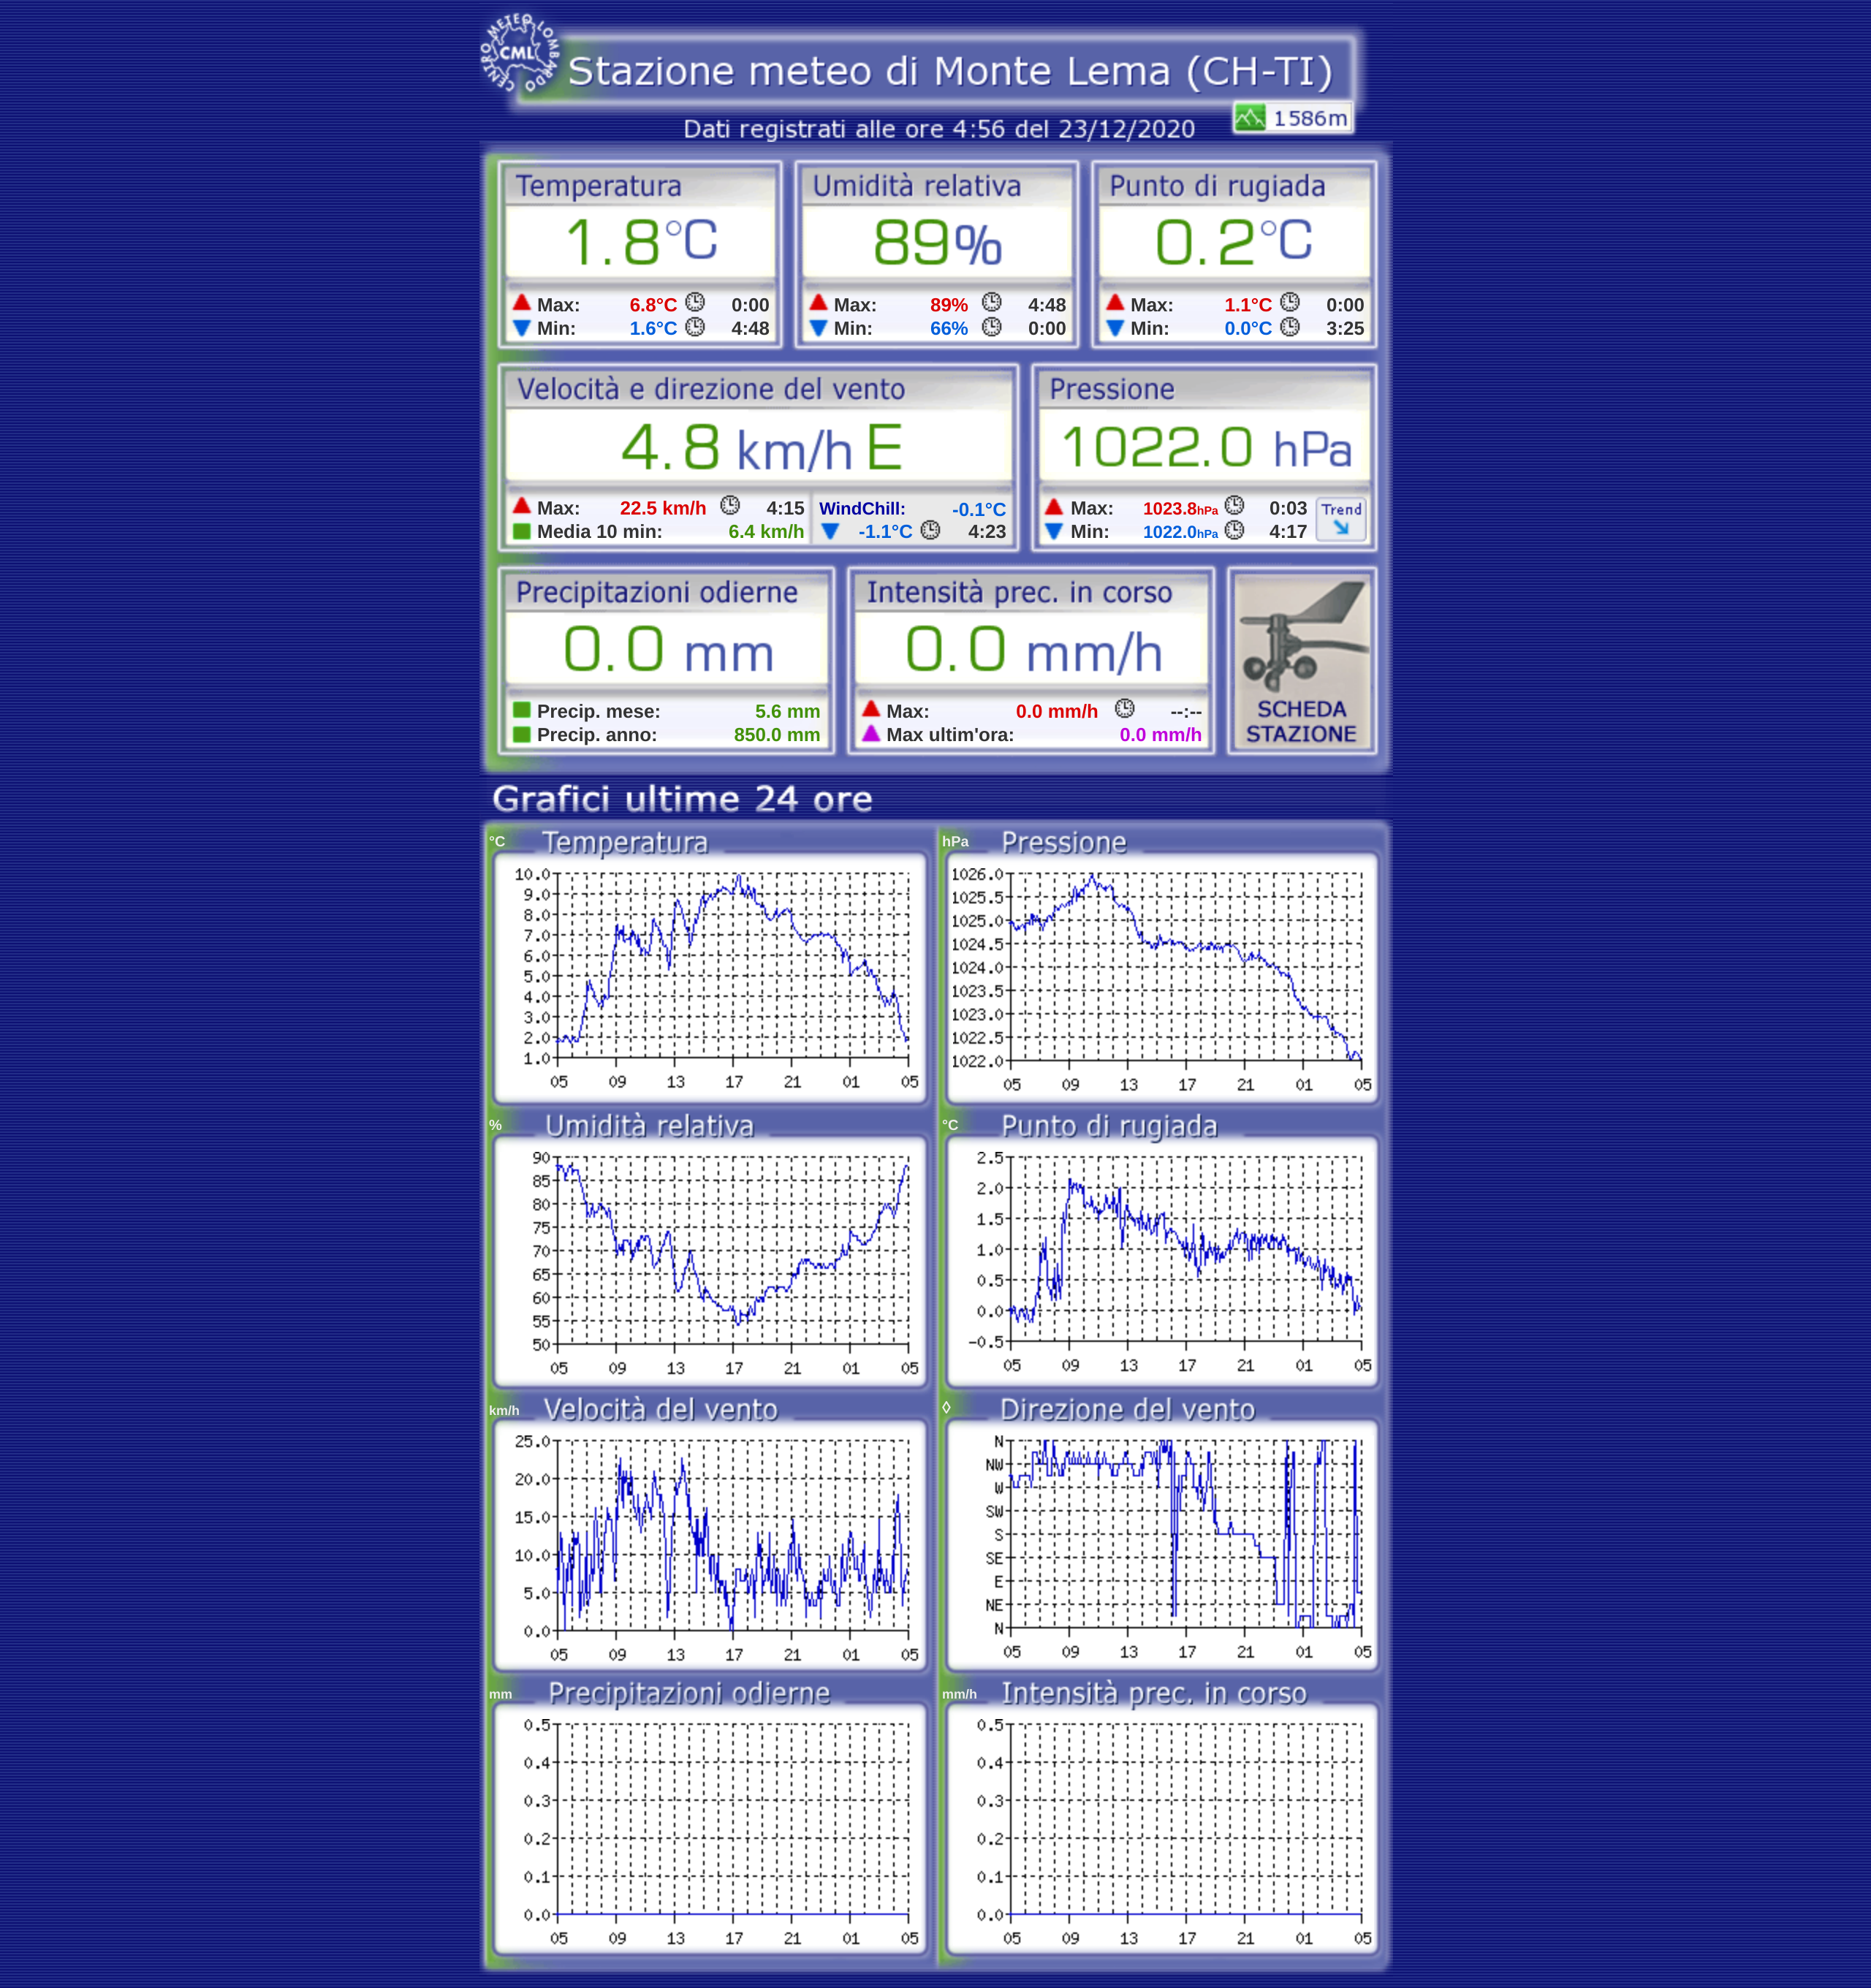 CENTRO METEO LOMBARDO
CML
Stazione meteo di Monte Lema (CH-TI)
1586m
Dati registrati alle ore 4:56 del 23/12/2020
Temperatura
1.8°C
Max: 6.8°C 0:00
Min: 1.6°C 4:48
Umidità relativa
89%
Max: 89% 4:48
Min: 66% 0:00
Punto di rugiada
0.2°C
Max: 1.1°C 0:00
Min: 0.0°C 3:25
Velocità e direzione del vento
4.8 km/h E
Max: 22.5 km/h 4:15
Media 10 min: 6.4 km/h
WindChill: -0.1°C
-1.1°C 4:23
Pressione
1022.0 hPa
Max: 1023.8hPa 0:03
Min: 1022.0hPa 4:17
Trend
Precipitazioni odierne
0.0 mm
Precip. mese: 5.6 mm
Precip. anno: 850.0 mm
Intensità prec. in corso
0.0 mm/h
Max: 0.0 mm/h --:--
Max ultim'ora: 0.0 mm/h
SCHEDA
STAZIONE
Grafici ultime 24 ore
°C Temperatura
10.0
9.0
8.0
7.0
6.0
5.0
4.0
3.0
2.0
1.0
05 09 13 17 21 01 05
hPa Pressione
1026.0
1025.5
1025.0
1024.5
1024.0
1023.5
1023.0
1022.5
1022.0
05 09 13 17 21 01 05
% Umidità relativa
90
85
80
75
70
65
60
55
50
05 09 13 17 21 01 05
°C Punto di rugiada
2.5
2.0
1.5
1.0
0.5
0.0
-0.5
05 09 13 17 21 01 05
km/h Velocità del vento
25.0
20.0
15.0
10.0
5.0
0.0
05 09 13 17 21 01 05
◊ Direzione del vento
N
NW
W
SW
S
SE
E
NE
N
05 09 13 17 21 01 05
mm Precipitazioni odierne
0.5
0.4
0.3
0.2
0.1
0.0
05 09 13 17 21 01 05
mm/h Intensità prec. in corso
0.5
0.4
0.3
0.2
0.1
0.0
05 09 13 17 21 01 05